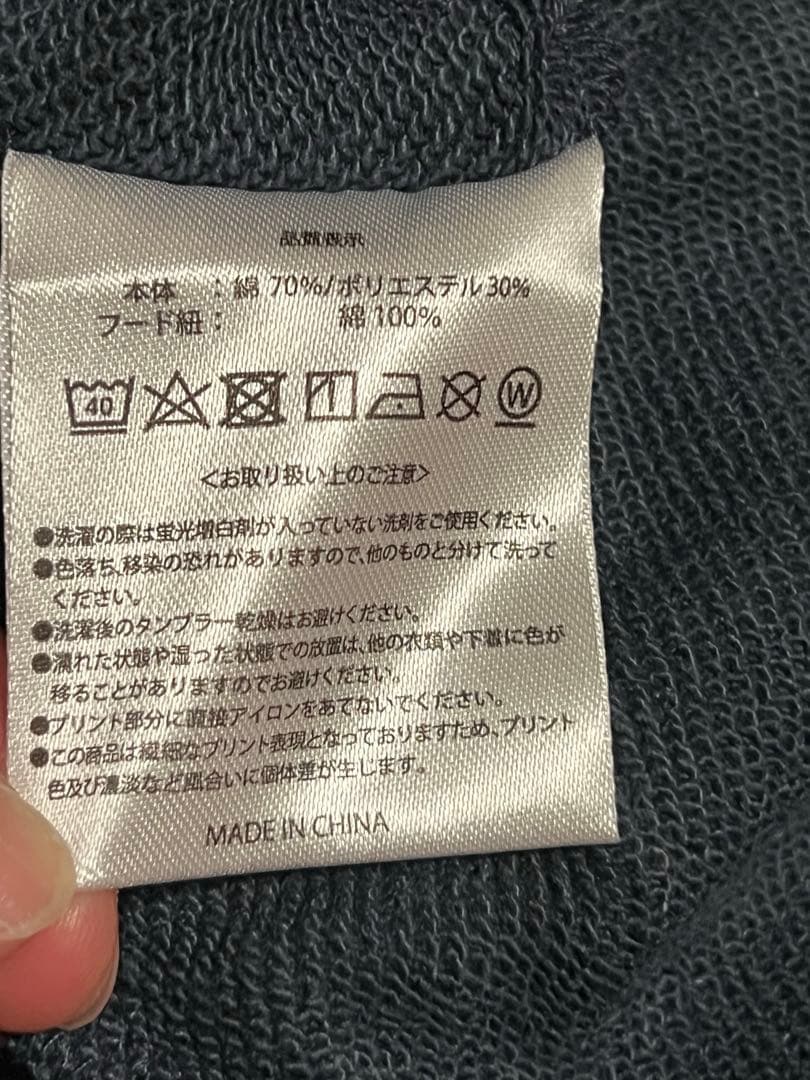 品質表示
本体 : 綿 70%/ポリエステル 30%
フード紐 : 綿 100%
40 W
<お取り扱い上のご注意>
●洗濯の際は蛍光増白剤が入っていない洗剤をご使用ください。
●色落ち、移染の恐れがありますので、他のものと分けて洗って
ください。
●洗濯後のタンブラー乾燥はお避けください。
●濡れた状態や湿った状態での放置は、他の衣類や下着に色が
移ることがありますのでお避けください。
●プリント部分に直接アイロンをあてないでください。
●この商品は繊細なプリント表現となっておりますため、プリント
色及び濃淡など風合いに個体差が生じます。
MADE IN CHINA